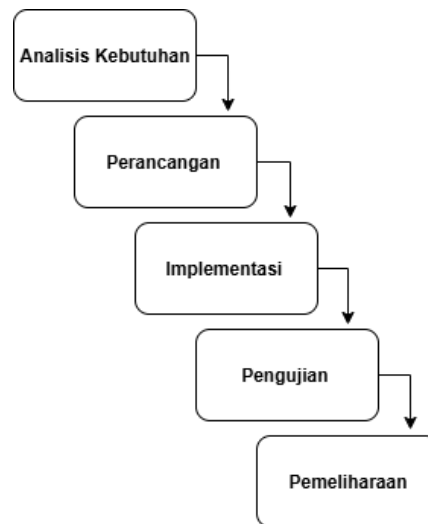 Analisis Kebutuhan
Perancangan
Implementasi
Pengujian
Pemeliharaan